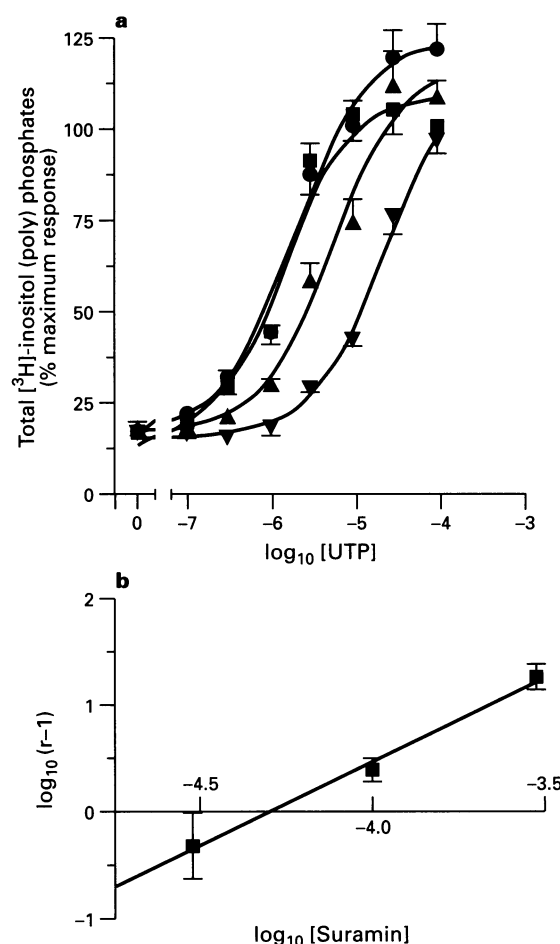 a
Total [³H]-inositol (poly) phosphates
(% maximum response)
125
100
75
50
25
0
0 –7 –6 –5 –4 –3
log₁₀ [UTP]
b
log₁₀ (r–1)
2
1
–4.5 –3.5
0
–4.0
–1
log₁₀ [Suramin]